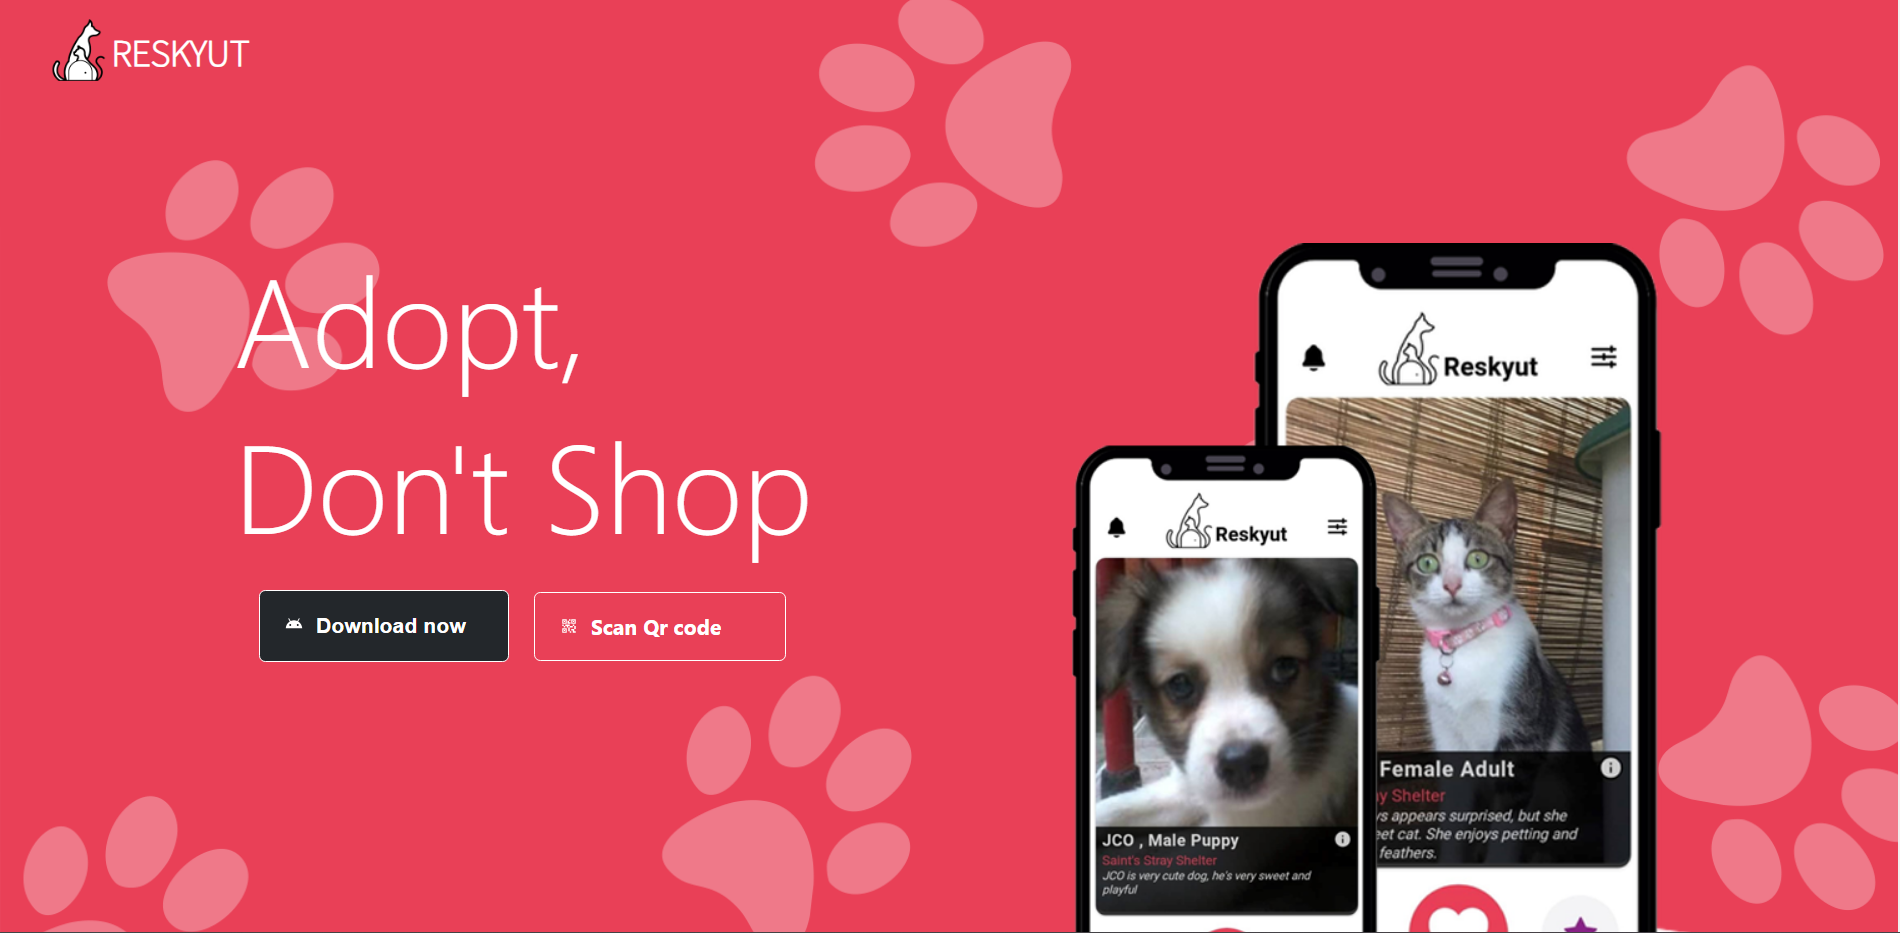 RESKYUT
Adopt,
Don't Shop
Download now
Scan Qr code
Reskyut
Female Adult
Shelter
appears surprised, but she
cat. She enjoys petting and
feathers.
Reskyut
JCO , Male Puppy
Saint's Stray Shelter
JCO is very cute dog, he's very sweet and
playful